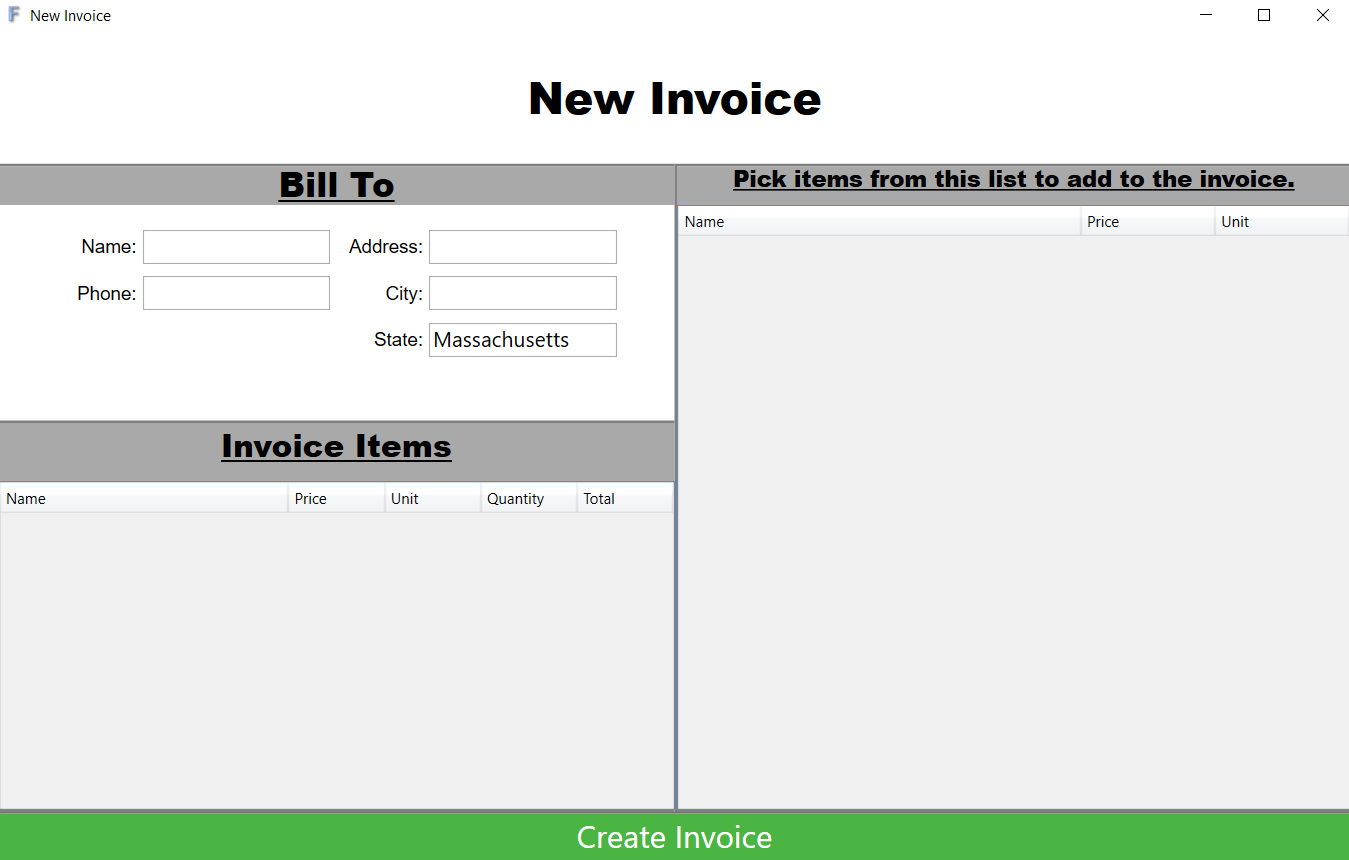 New Invoice
New Invoice
Bill To
Name:
Address:
Phone:
City:
State: Massachusetts
Invoice Items
Name Price Unit Quantity Total
Pick items from this list to add to the invoice.
Name Price Unit
Create Invoice